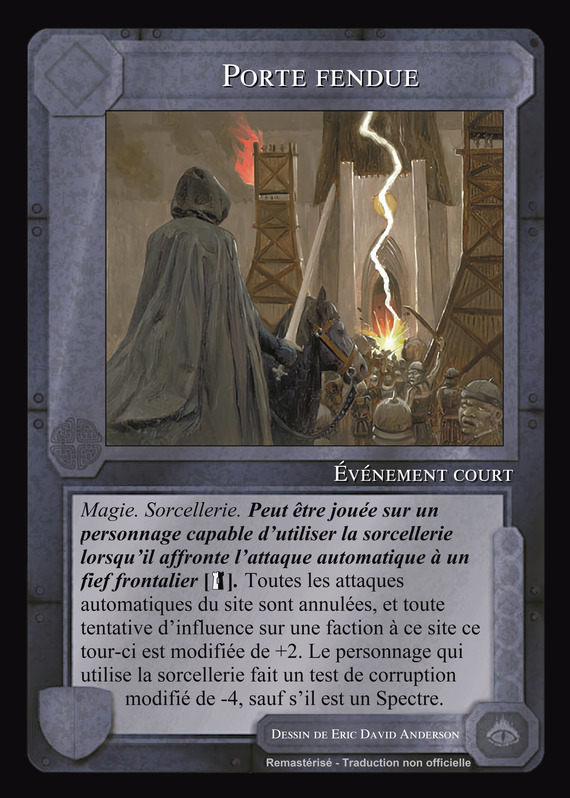 Porte fendue
Événement court
Magie. Sorcellerie. Peut être jouée sur un
personnage capable d'utiliser la sorcellerie
lorsqu'il affronte l'attaque automatique à un
fief frontalier [ ]. Toutes les attaques
automatiques du site sont annulées, et toute
tentative d'influence sur une faction à ce site ce
tour-ci est modifiée de +2. Le personnage qui
utilise la sorcellerie fait un test de corruption
modifié de -4, sauf s'il est un Spectre.
Dessin de Eric David Anderson
Remastérisé - Traduction non officielle